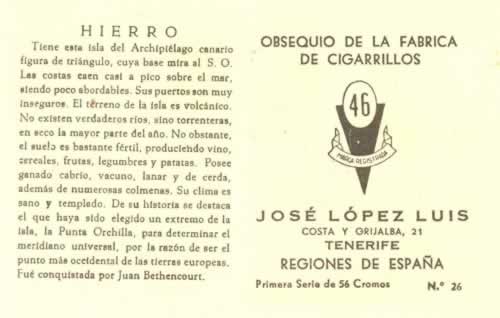 HIERRO
Tiene esta isla del Archipiélago canario
figura de triángulo, cuya base mira al S. O.
Las costas caen casi a pico sobre el mar,
siendo poco abordables. Sus puertos son muy
inseguros. El terreno de la isla es volcánico.
No existen verdaderos ríos, sino torrenteras,
en seco la mayor parte del año. No obstante,
el suelo es bastante fértil, produciendo vino,
cereales, frutas, legumbres y patatas. Posee
ganado cabrío, vacuno, lanar y de cerda,
además de numerosas colmenas. Su clima es
sano y templado. De su historia se destaca
el que haya sido elegido un extremo de la
isla, la Punta Orchilla, para determinar el
meridiano universal, por la razón de ser el
punto más occidental de las tierras europeas.
Fué conquistada por Juan Bethencourt.
OBSEQUIO DE LA FABRICA
DE CIGARRILLOS
46
MARCA REGISTRADA
JOSÉ LÓPEZ LUIS
COSTA Y GRIJALBA, 21
TENERIFE
REGIONES DE ESPAÑA
Primera Serie de 56 Cromos N.º 26